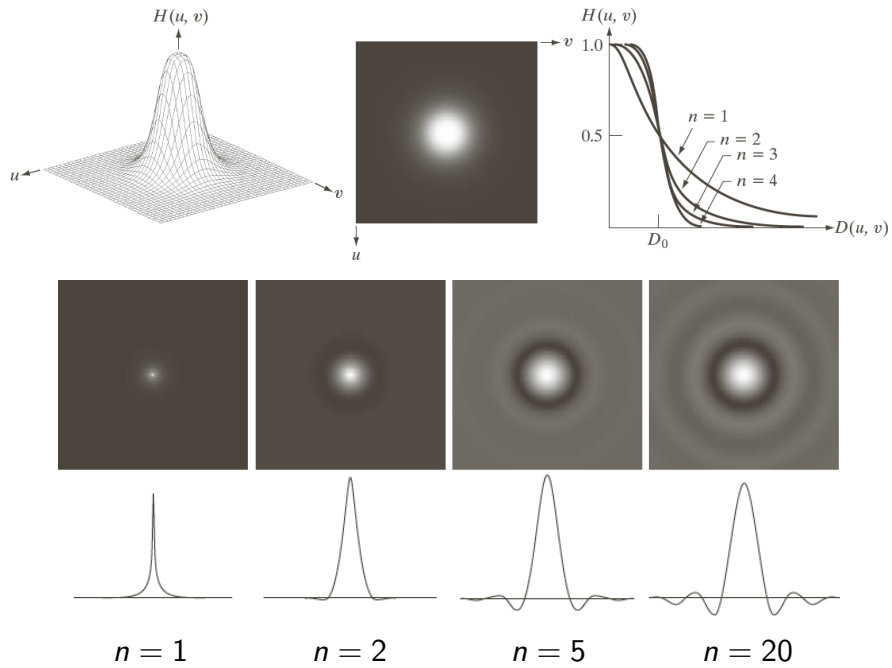 H(u, v)
u
v
v
u
H(u, v)
1.0
0.5
n = 1
n = 2
n = 3
n = 4
D₀
D(u, v)
n = 1 n = 2 n = 5 n = 20